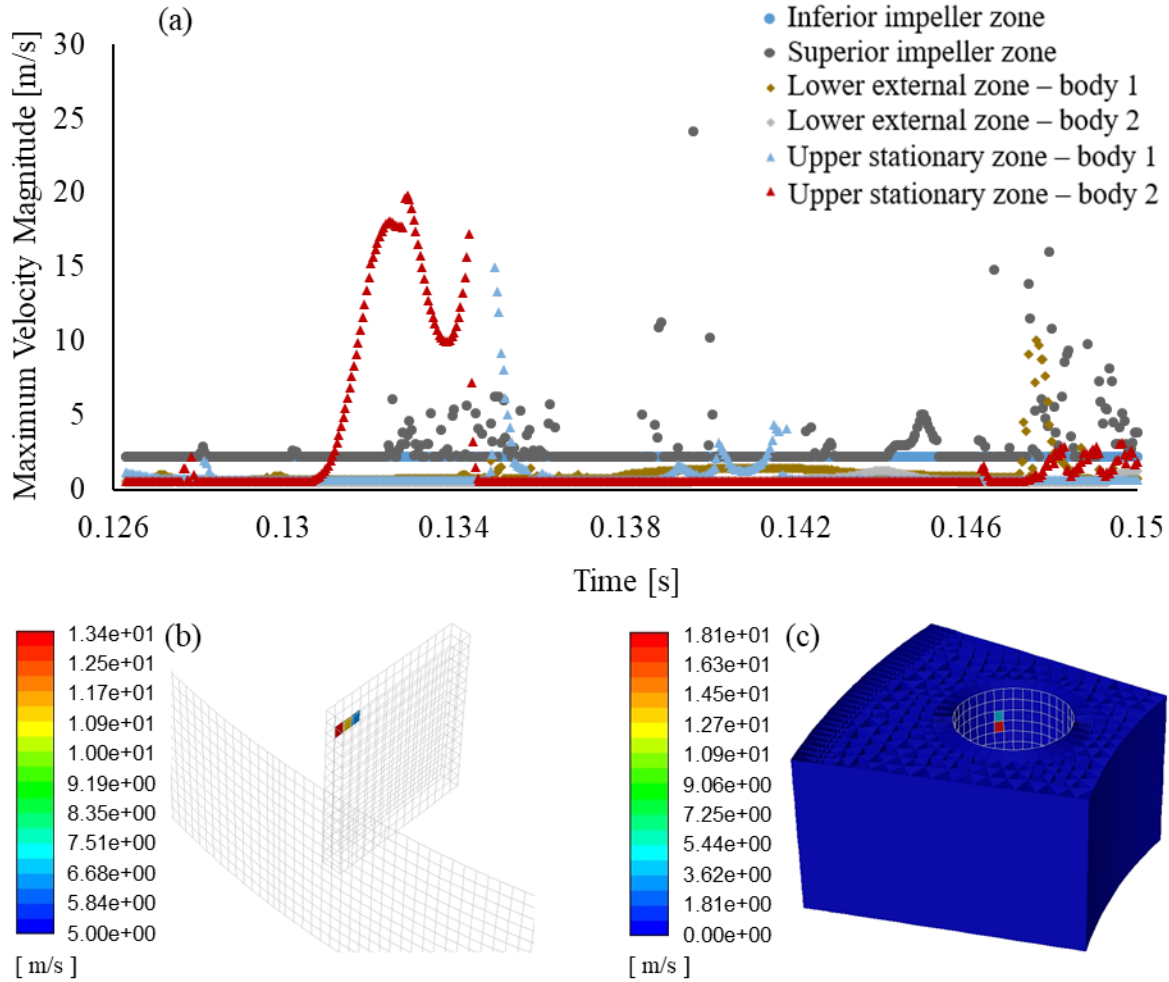 (a)
Maximum Velocity Magnitude [m/s]
30
25
20
15
10
5
0
Inferior impeller zone
Superior impeller zone
Lower external zone – body 1
Lower external zone – body 2
Upper stationary zone – body 1
Upper stationary zone – body 2
0.126 0.13 0.134 0.138 0.142 0.146 0.15
Time [s]
(b)
1.34e+01
1.25e+01
1.17e+01
1.09e+01
1.00e+01
9.19e+00
8.35e+00
7.51e+00
6.68e+00
5.84e+00
5.00e+00
[ m/s ]
(c)
1.81e+01
1.63e+01
1.45e+01
1.27e+01
1.09e+01
9.06e+00
7.25e+00
5.44e+00
3.62e+00
1.81e+00
0.00e+00
[ m/s ]